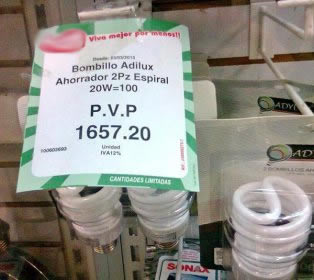 Vive mejor por menos!!
Bombillo Adilux
Ahorrador 2Pz Espiral
20W=100
P.V.P
1657.20
Unidad
IVA12%
CANTIDADES LIMITADAS
SONAX